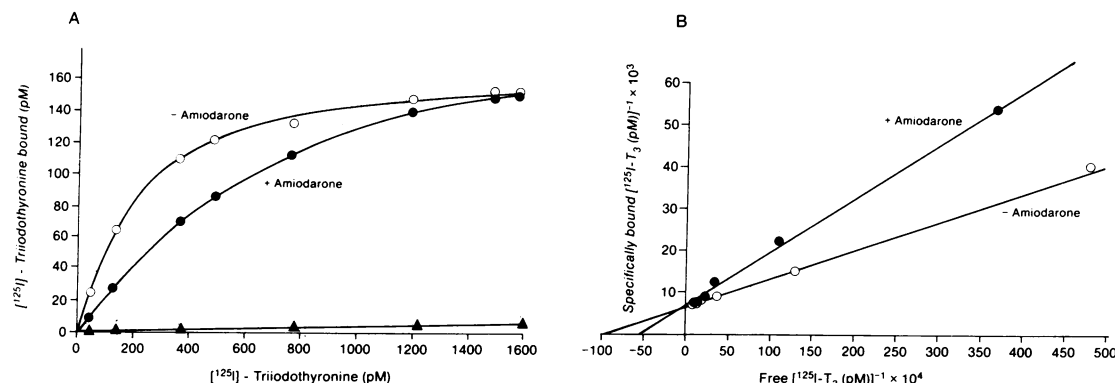 A
[¹²⁵I] - Triiodothyronine bound (pM)
160
140
120
100
80
60
40
20
0
- Amiodarone
+ Amiodarone
0 200 400 600 800 1000 1200 1400 1600
[¹²⁵I] - Triiodothyronine (pM)
B
Specifically bound [¹²⁵I-T₃ (pM)]⁻¹ × 10³
60
50
40
30
20
10
+ Amiodarone
- Amiodarone
-100 -50 0 50 100 150 200 250 300 350 400 450 500
Free [¹²⁵I-T₃ (pM)]⁻¹ × 10⁴